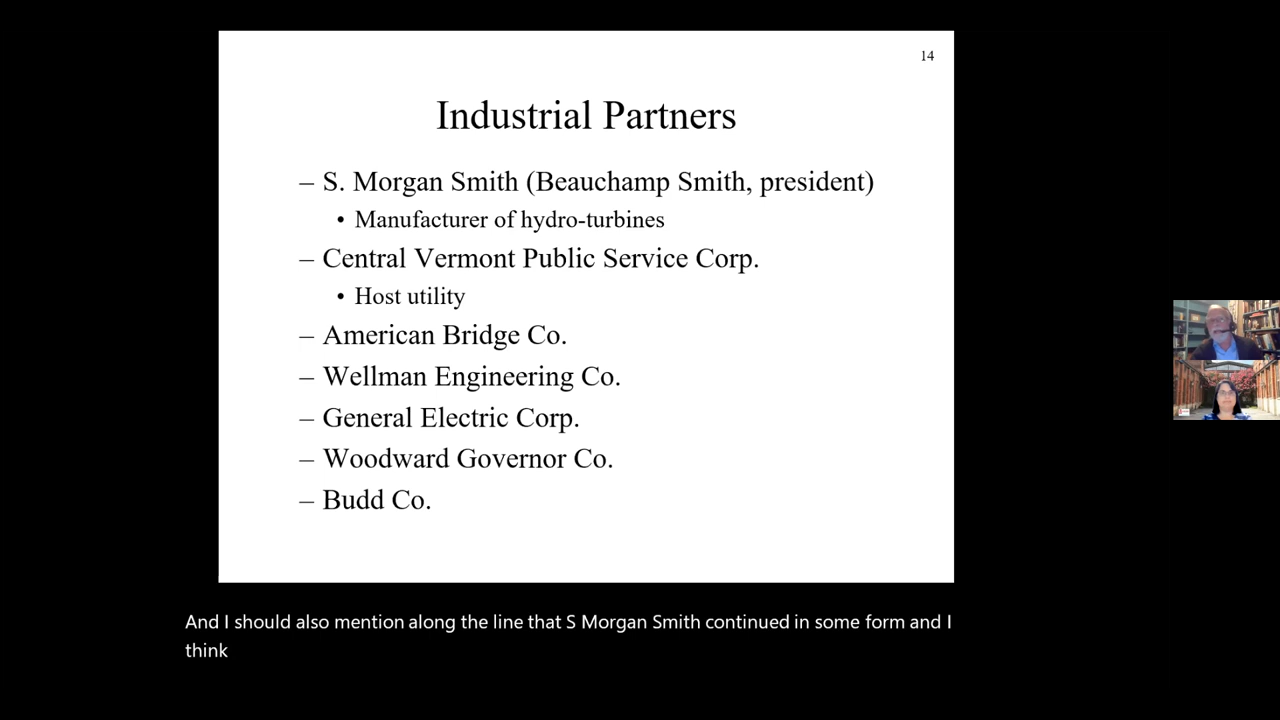 14
Industrial Partners
– S. Morgan Smith (Beauchamp Smith, president)
• Manufacturer of hydro-turbines
– Central Vermont Public Service Corp.
• Host utility
– American Bridge Co.
– Wellman Engineering Co.
– General Electric Corp.
– Woodward Governor Co.
– Budd Co.
And I should also mention along the line that S Morgan Smith continued in some form and I
think